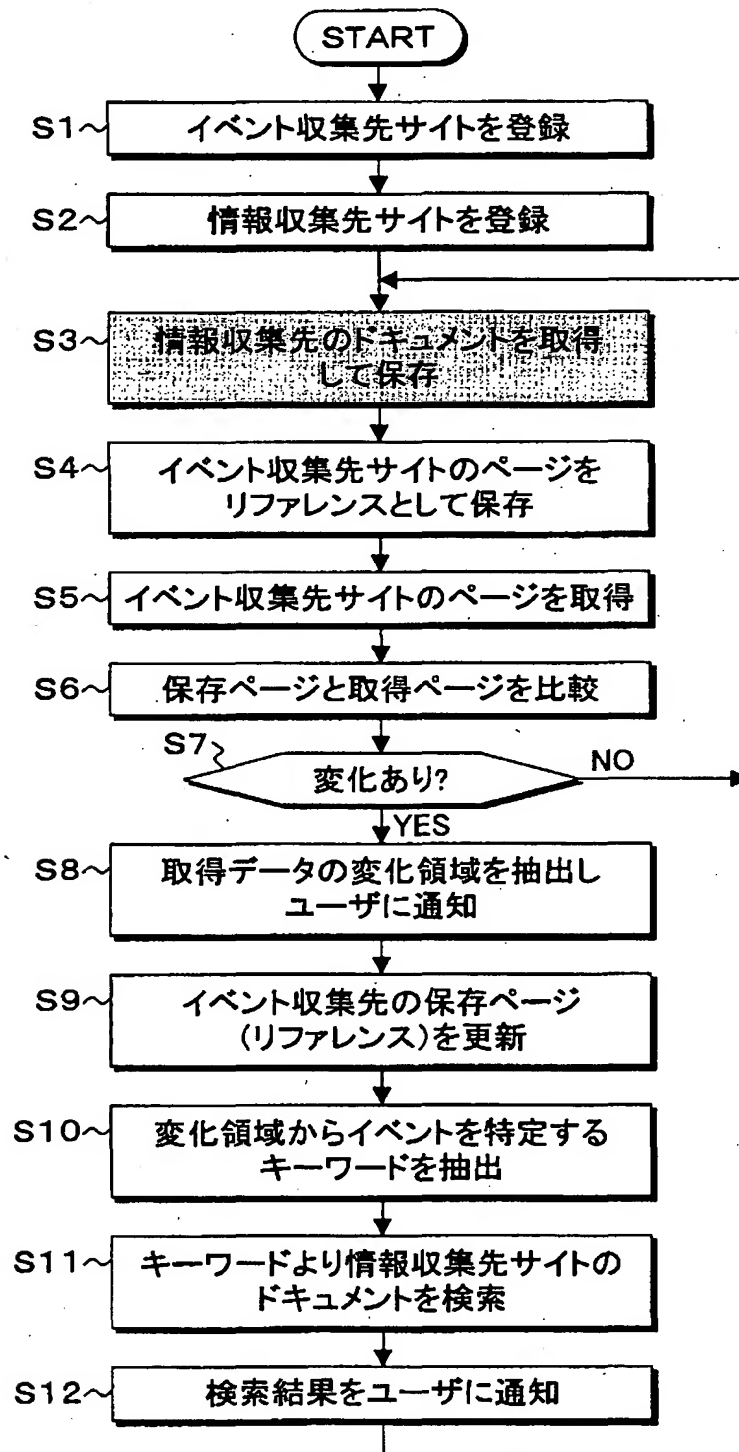 START
S1~ イベント収集先サイトを登録
S2~ 情報収集先サイトを登録
S3~ 情報収集先のドキュメントを取得
して保存
S4~ イベント収集先サイトのページを
リファレンスとして保存
S5~ イベント収集先サイトのページを取得
S6~ 保存ページと取得ページを比較
S7
変化あり?
NO
YES
S8~ 取得データの変化領域を抽出し
ユーザに通知
S9~ イベント収集先の保存ページ
(リファレンス)を更新
S10~ 変化領域からイベントを特定する
キーワードを抽出
S11~ キーワードより情報収集先サイトの
ドキュメントを検索
S12~ 検索結果をユーザに通知